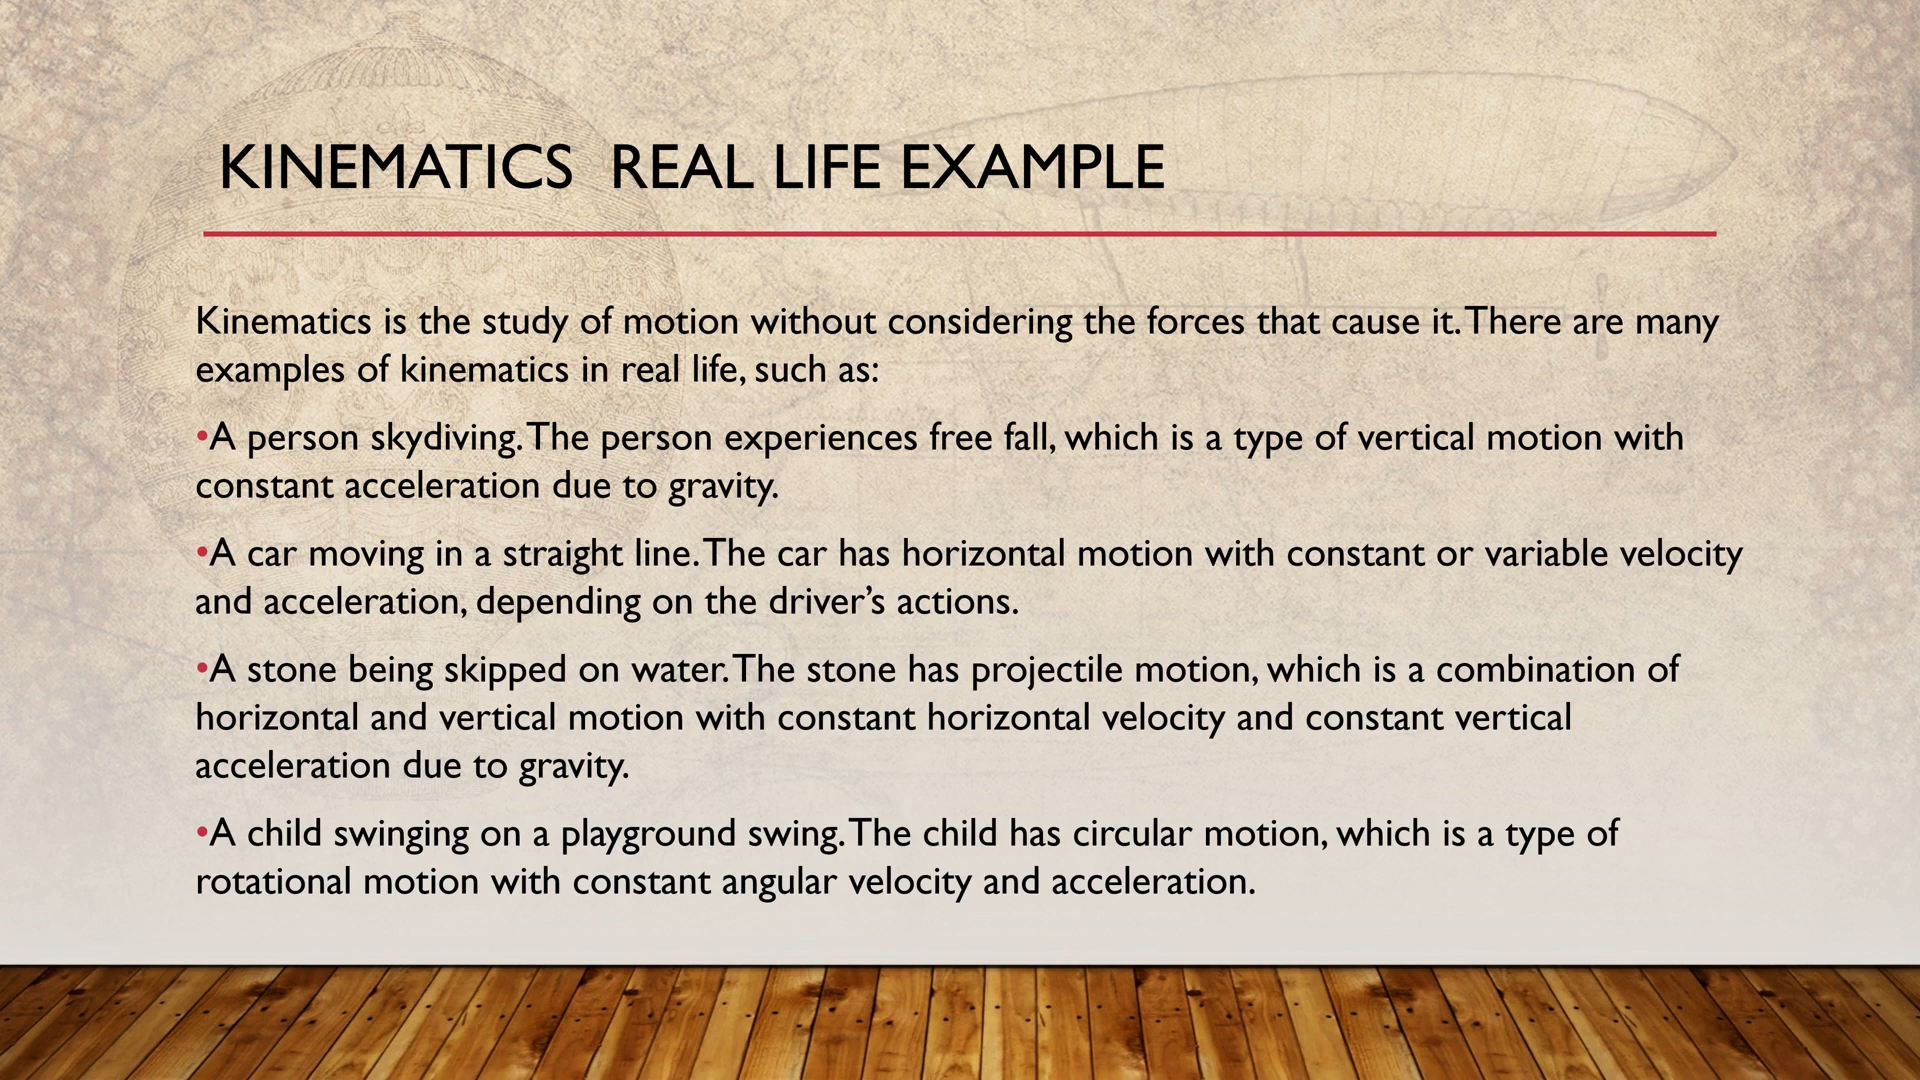 KINEMATICS  REAL LIFE EXAMPLE
Kinematics is the study of motion without considering the forces that cause it. There are many
examples of kinematics in real life, such as:
•A person skydiving. The person experiences free fall, which is a type of vertical motion with
constant acceleration due to gravity.
•A car moving in a straight line. The car has horizontal motion with constant or variable velocity
and acceleration, depending on the driver’s actions.
•A stone being skipped on water. The stone has projectile motion, which is a combination of
horizontal and vertical motion with constant horizontal velocity and constant vertical
acceleration due to gravity.
•A child swinging on a playground swing. The child has circular motion, which is a type of
rotational motion with constant angular velocity and acceleration.